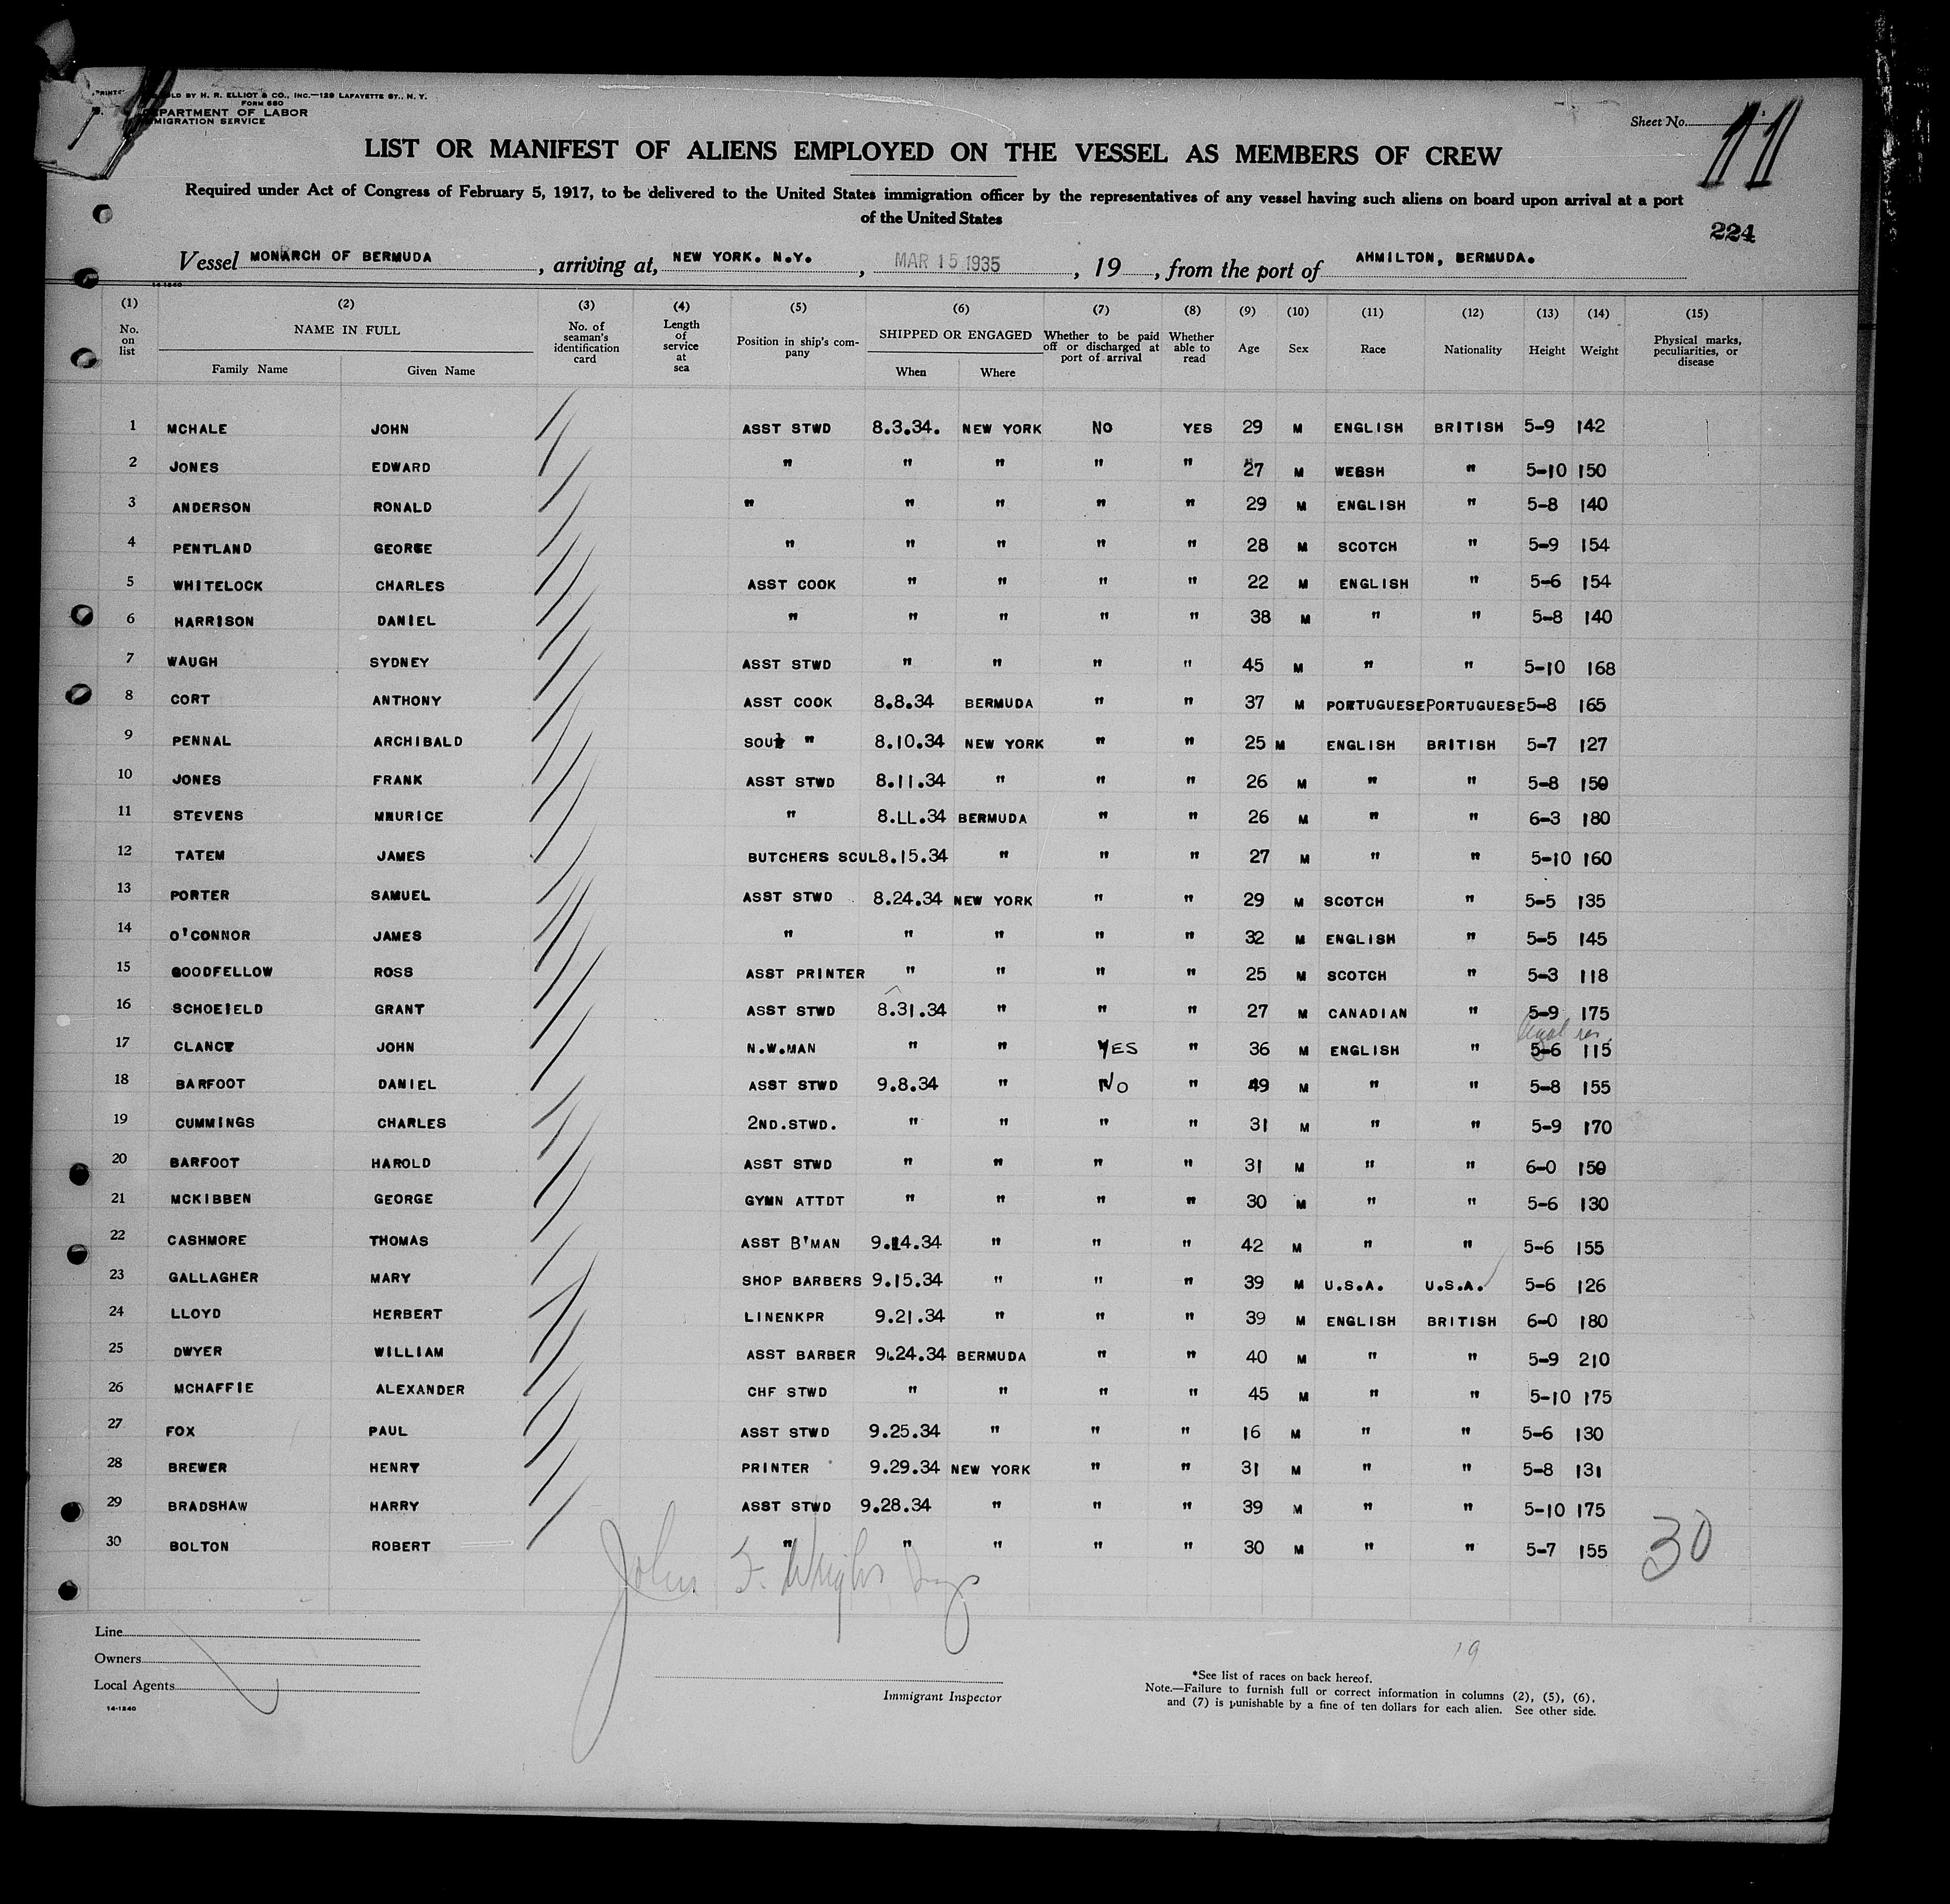 OLD BY H. R. ELLIOT & CO., INC.—129 LAFAYETTE ST., N. Y.
FORM 680
DEPARTMENT OF LABOR
IMMIGRATION SERVICE
Sheet No. 11
LIST OR MANIFEST OF ALIENS EMPLOYED ON THE VESSEL AS MEMBERS OF CREW
Required under Act of Congress of February 5, 1917, to be delivered to the United States immigration officer by the representatives of any vessel having such aliens on board upon arrival at a port
of the United States
224
Vessel MONARCH OF BERMUDA, arriving at, NEW YORK. N.Y., MAR 15 1935, 19, from the port of AHMILTON, BERMUDA.
14-1240
(1) (2) (3) (4) (5) (6) (7) (8) (9) (10) (11) (12) (13) (14) (15)
No. on list NAME IN FULL Family Name Given Name No. of seaman's identification card Length of service at sea Position in ship's company SHIPPED OR ENGAGED When Where Whether to be paid off or discharged at port of arrival Whether able to read Age Sex Race Nationality Height Weight Physical marks, peculiarities, or disease
1 MCHALE JOHN ASST STWD 8.3.34. NEW YORK NO YES 29 M ENGLISH BRITISH 5-9 142
2 JONES EDWARD " " " " " 27 M WEBSH " 5-10 150
3 ANDERSON RONALD " " " " " 29 M ENGLISH " 5-8 140
4 PENTLAND GEORGE " " " " " 28 M SCOTCH " 5-9 154
5 WHITELOCK CHARLES ASST COOK " " " " 22 M ENGLISH " 5-6 154
6 HARRISON DANIEL " " " " " 38 M " " 5-8 140
7 WAUGH SYDNEY ASST STWD " " " " 45 M " " 5-10 168
8 CORT ANTHONY ASST COOK 8.8.34 BERMUDA " " 37 M PORTUGUESE PORTUGUESE 5-8 165
9 PENNAL ARCHIBALD SOUL " 8.10.34 NEW YORK " " 25 M ENGLISH BRITISH 5-7 127
10 JONES FRANK ASST STWD 8.11.34 " " " 26 M " " 5-8 150
11 STEVENS MNURICE " 8.LL.34 BERMUDA " " 26 M " " 6-3 180
12 TATEM JAMES BUTCHERS SCUL 8.15.34 " " " 27 M " " 5-10 160
13 PORTER SAMUEL ASST STWD 8.24.34 NEW YORK " " 29 M SCOTCH " 5-5 135
14 O'CONNOR JAMES " " " " " 32 M ENGLISH " 5-5 145
15 GOODFELLOW ROSS ASST PRINTER " " " " 25 M SCOTCH " 5-3 118
16 SCHOEIELD GRANT ASST STWD 8.31.34 " " " 27 M CANADIAN " 5-9 175
17 CLANCY JOHN N.W.MAN " " YES " 36 M ENGLISH " 5-6 115
18 BARFOOT DANIEL ASST STWD 9.8.34 " No " 49 M " " 5-8 155
19 CUMMINGS CHARLES 2ND.STWD. " " " " 31 M " " 5-9 170
20 BARFOOT HAROLD ASST STWD " " " " 31 M " " 6-0 150
21 MCKIBBEN GEORGE GYMN ATTDT " " " " 30 M " " 5-6 130
22 CASHMORE THOMAS ASST B'MAN 9.14.34 " " " 42 M " " 5-6 155
23 GALLAGHER MARY SHOP BARBERS 9.15.34 " " " 39 M U.S.A. U.S.A. 5-6 126
24 LLOYD HERBERT LINENKPR 9.21.34 " " " 39 M ENGLISH BRITISH 6-0 180
25 DWYER WILLIAM ASST BARBER 9.24.34 BERMUDA " " 40 M " " 5-9 210
26 MCHAFFIE ALEXANDER CHF STWD " " " " 45 M " " 5-10 175
27 FOX PAUL ASST STWD 9.25.34 " " " 16 M " " 5-6 130
28 BREWER HENRY PRINTER 9.29.34 NEW YORK " " 31 M " " 5-8 131
29 BRADSHAW HARRY ASST STWD 9.28.34 " " " 39 M " " 5-10 175
30 BOLTON ROBERT " " " " " 30 M " " 5-7 155
30
John F. Wright
Line
Owners
Local Agents
14-1240
Immigrant Inspector
19
*See list of races on back hereof.
Note.—Failure to furnish full or correct information in columns (2), (5), (6),
and (7) is punishable by a fine of ten dollars for each alien. See other side.